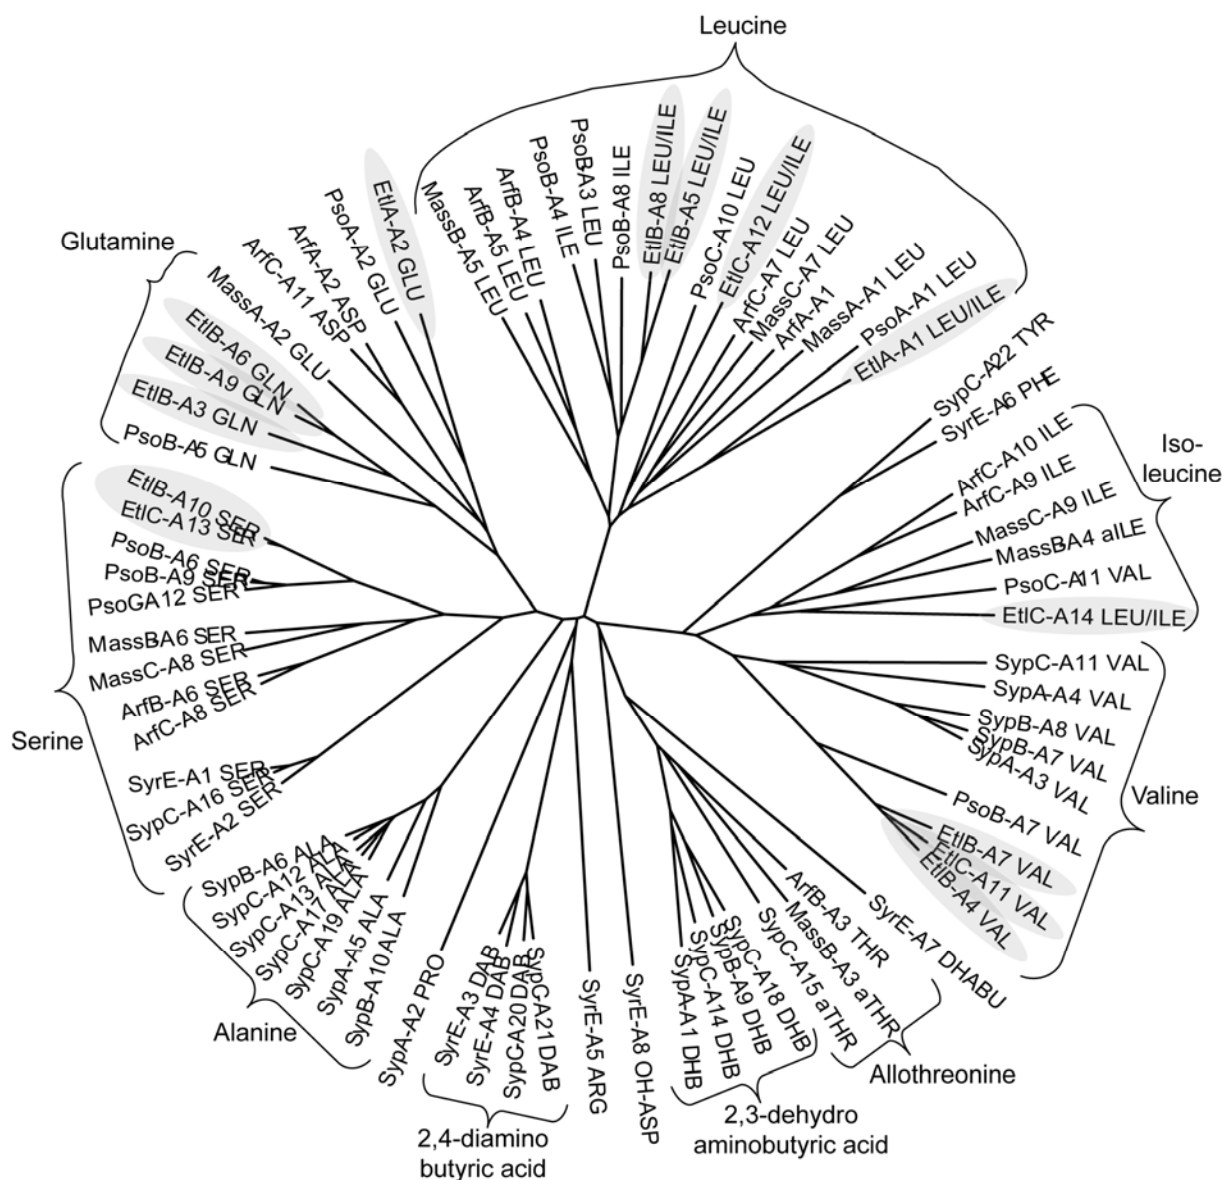 Leucine
MassB-A5 LEU
ArfB-A5 LEU
ArfB-A4 LEU
PsoB-A4 ILE
PsoBA3 LEU
PsoB-A8 ILE
EtlB-A8 LEU/ILE
EtlB-A5 LEU/ILE
PsoC-A10 LEU
EtlC-A12 LEU/ILE
ArfC-A7 LEU
MassC-A7 LEU
ArfA-A1
MassA-A1 LEU
PsoA-A1 LEU
EtlA-A1 LEU/ILE
SypC-A22 TYR
SyrE-A6 PHE
Iso-
leucine
ArfC-A10 ILE
ArfC-A9 ILE
MassC-A9 ILE
MassBA4 aILE
PsoC-A11 VAL
EtlC-A14 LEU/ILE
Valine
SypC-A11 VAL
SypA-A4 VAL
SypB-A8 VAL
SypB-A7 VAL
SypA-A3 VAL
PsoB-A7 VAL
EtlB-A7 VAL
EtlC-A11 VAL
EtlB-A4 VAL
SyrE-A7 DHABU
Allothreonine
ArfB-A3 THR
MassB-A3 aTHR
SypC-A15 aTHR
2,3-dehydro
aminobutyric acid
SypC-A18 DHB
SypB-A9 DHB
SypC-A14 DHB
SypA-A1 DHB
SyrE-A8 OH-ASP
SyrE-A5 ARG
2,4-diamino
butyric acid
SypCA21DAB
SypCA20DAB
SyrE-A4 DAB
SyrE-A3 DAB
SypA-A2 PRO
Alanine
SypB-A10 ALA
SypA-A5 ALA
SypC-A19 ALA
SypC-A17 ALA
SypC-A13 ALA
SypC-A12 ALA
SypB-A6 ALA
Serine
SyrE-A2 SER
SypC-A16 SER
SyrE-A1 SER
ArfC-A8 SER
ArfB-A6 SER
MassC-A8 SER
MassBA6 SER
PsoGA12 SER
PsoB-A9 SER
PsoB-A6 SER
EtlC-A13 SER
EtlB-A10 SER
Glutamine
PsoB-A5 GLN
EtlB-A3 GLN
EtlB-A9 GLN
EtlB-A6 GLN
MassA-A2 GLU
ArfC-A11 ASP
ArfA-A2 ASP
PsoA-A2 GLU
EtlA-A2 GLU